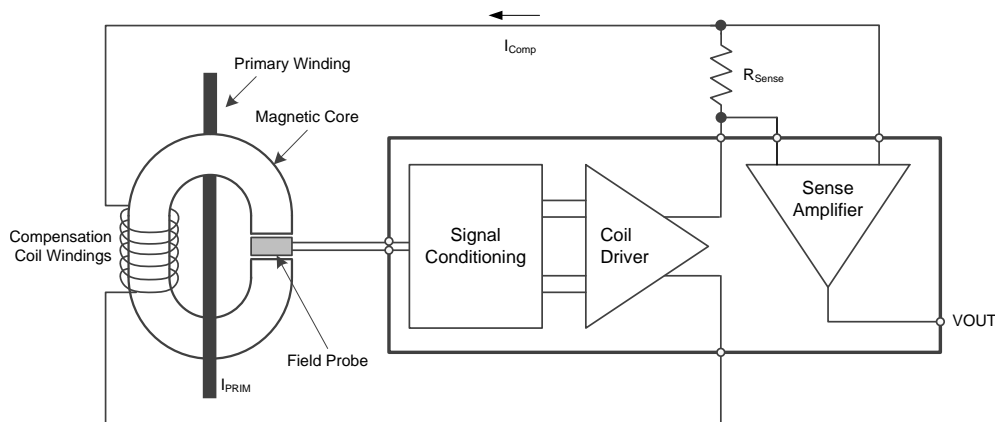 I_Comp
R_Sense
Primary Winding
Magnetic Core
Compensation
Coil Windings
Signal
Conditioning
Coil
Driver
Sense
Amplifier
VOUT
Field Probe
I_PRIM